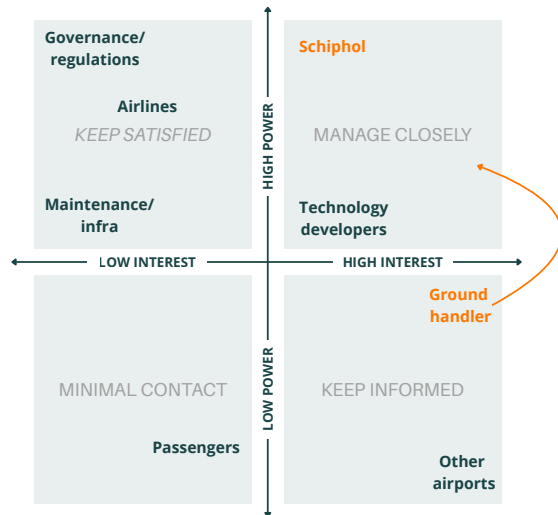 Governance/
regulations
Airlines
KEEP SATISFIED
Maintenance/
infra
HIGH POWER
Schiphol
MANAGE CLOSELY
Technology
developers
LOW INTEREST
HIGH INTEREST
Ground
handler
MINIMAL CONTACT
Passengers
LOW POWER
KEEP INFORMED
Other
airports